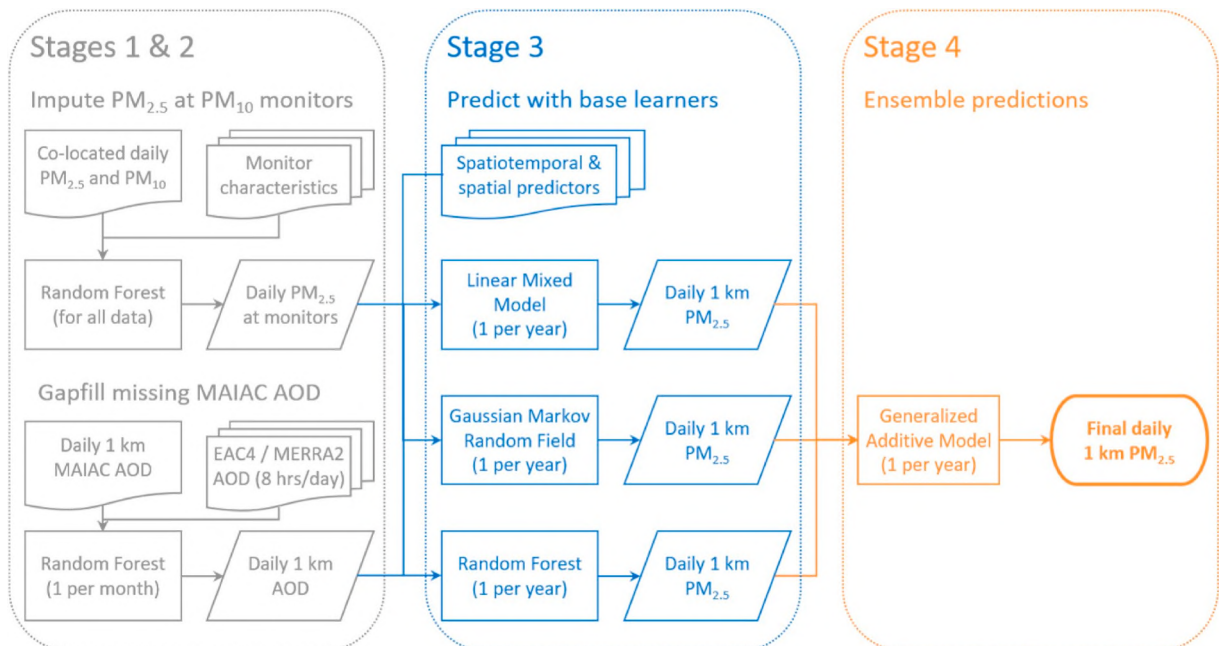 Stages 1 & 2
Impute PM2.5 at PM10 monitors
Co-located daily
PM2.5 and PM10
Monitor
characteristics
Random Forest
(for all data)
Daily PM2.5
at monitors
Gapfill missing MAIAC AOD
Daily 1 km
MAIAC AOD
EAC4 / MERRA2
AOD (8 hrs/day)
Random Forest
(1 per month)
Daily 1 km
AOD
Stage 3
Predict with base learners
Spatiotemporal &
spatial predictors
Linear Mixed
Model
(1 per year)
Daily 1 km
PM2.5
Gaussian Markov
Random Field
(1 per year)
Daily 1 km
PM2.5
Random Forest
(1 per year)
Daily 1 km
PM2.5
Stage 4
Ensemble predictions
Generalized
Additive Model
(1 per year)
Final daily
1 km PM2.5